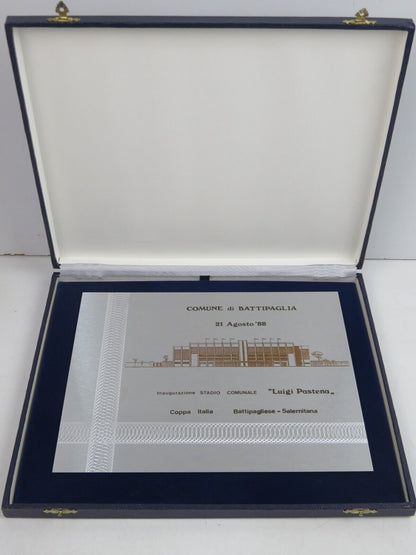 COMUNE di BATTIPAGLIA
21 Agosto '88
Inaugurazione STADIO COMUNALE "Luigi Pastena„
Coppa Italia Battipagliese - Salernitana